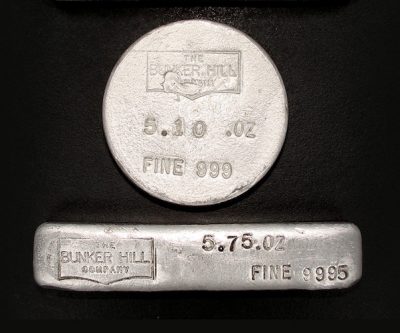 THE
BUNKER HILL
COMPANY
5.10 .OZ
FINE 999
THE
BUNKER HILL
COMPANY
5.75.OZ
FINE 9995